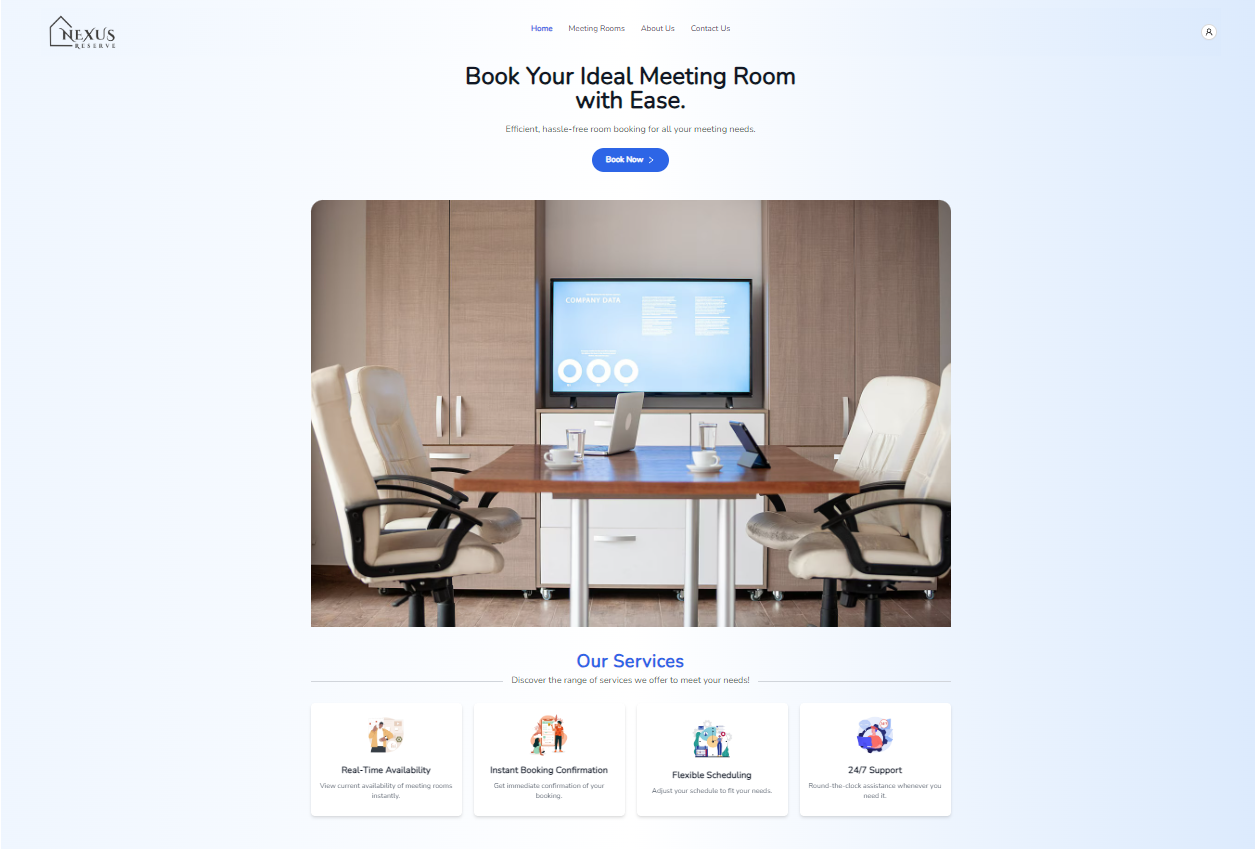 NEXUS
RESERVE
Home
Meeting Rooms
About Us
Contact Us
Book Your Ideal Meeting Room
with Ease.
Efficient, hassle-free room booking for all your meeting needs.
Book Now
COMPANY DATA
Our Services
Discover the range of services we offer to meet your needs!
Real-Time Availability
View current availability of meeting rooms
instantly.
Instant Booking Confirmation
Get immediate confirmation of your
booking.
Flexible Scheduling
Adjust your schedule to fit your needs.
24/7 Support
Round-the-clock assistance whenever you
need it.